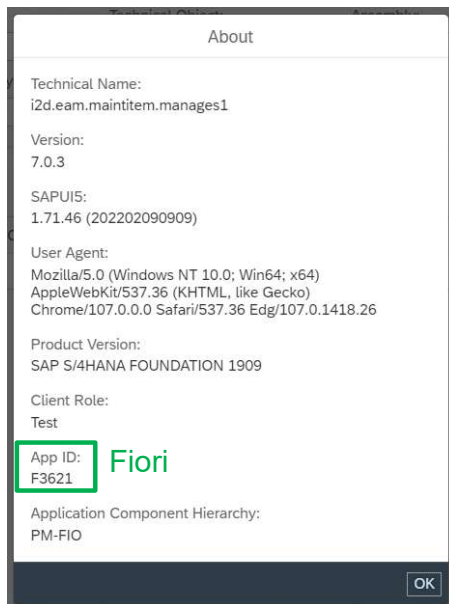 About
Technical Name:
i2d.eam.maintitem.manages1
Version:
7.0.3
SAPUI5:
1.71.46 (202202090909)
User Agent:
Mozilla/5.0 (Windows NT 10.0; Win64; x64)
AppleWebKit/537.36 (KHTML, like Gecko)
Chrome/107.0.0.0 Safari/537.36 Edg/107.0.1418.26
Product Version:
SAP S/4HANA FOUNDATION 1909
Client Role:
Test
App ID:
F3621
Fiori
Application Component Hierarchy:
PM-FIO
OK